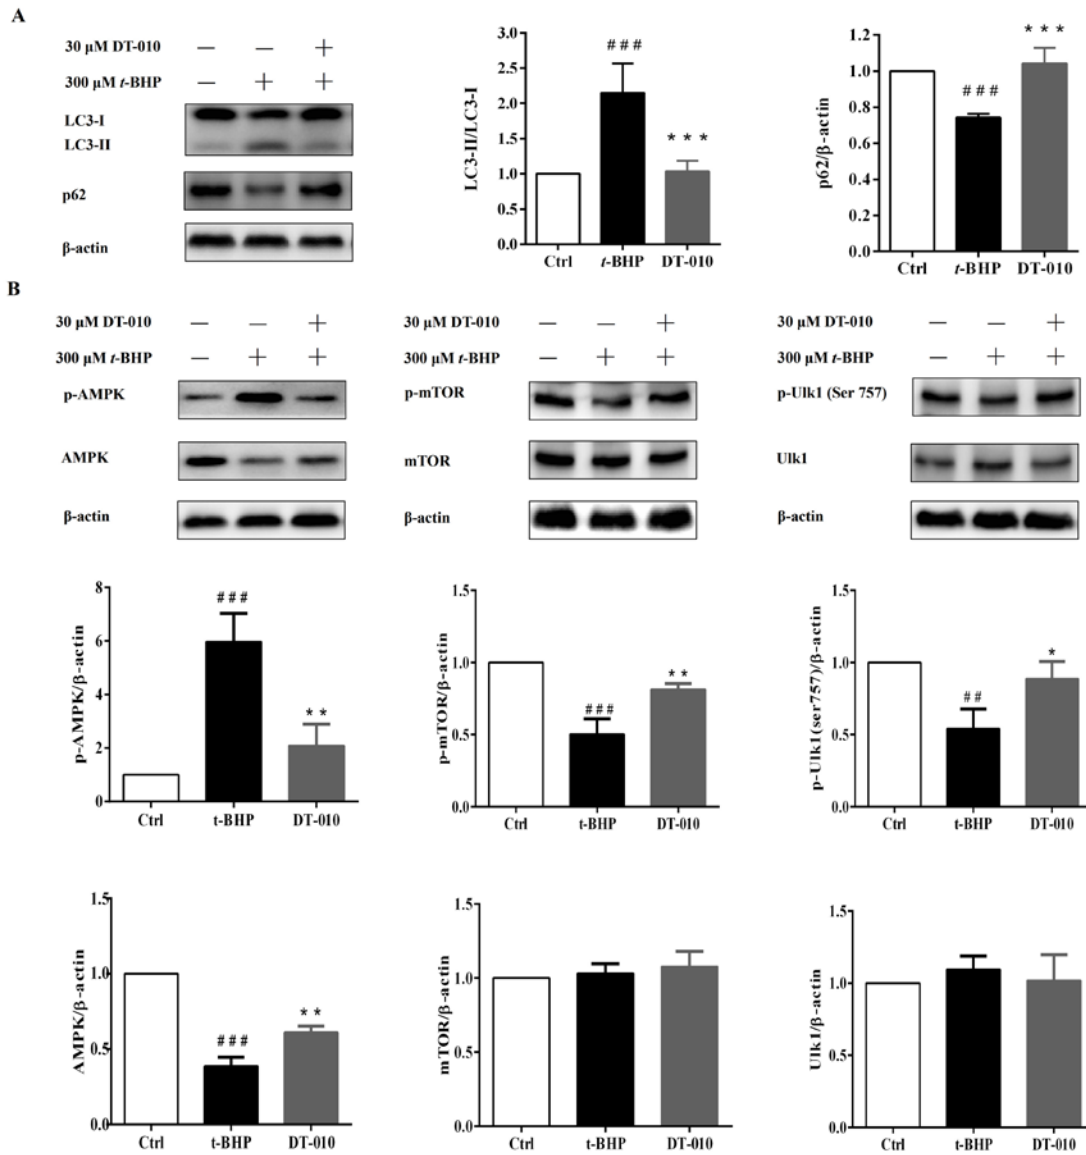 A
30 μM DT-010 — — +
300 μM t-BHP — + +
LC3-I
LC3-II
p62
β-actin
LC3-II/LC3-I
3.0
2.5
2.0
1.5
1.0
0.5
0.0
###
***
Ctrl t-BHP DT-010
p62/β-actin
1.2
1.0
0.8
0.6
0.4
0.2
0.0
###
***
Ctrl t-BHP DT-010
B
30 μM DT-010 — — +
300 μM t-BHP — + +
p-AMPK
AMPK
β-actin
30 μM DT-010 — — +
300 μM t-BHP — + +
p-mTOR
mTOR
β-actin
30 μM DT-010 — — +
300 μM t-BHP — + +
p-Ulk1 (Ser 757)
Ulk1
β-actin
p-AMPK/β-actin
8
6
4
2
0
###
**
Ctrl t-BHP DT-010
p-mTOR/β-actin
1.5
1.0
0.5
0.0
###
**
Ctrl t-BHP DT-010
p-Ulk1(ser757)/β-actin
1.5
1.0
0.5
0.0
##
*
Ctrl t-BHP DT-010
AMPK/β-actin
1.5
1.0
0.5
0.0
###
**
Ctrl t-BHP DT-010
mTOR/β-actin
1.5
1.0
0.5
0.0
Ctrl t-BHP DT-010
Ulk1/β-actin
1.5
1.0
0.5
0.0
Ctrl t-BHP DT-010